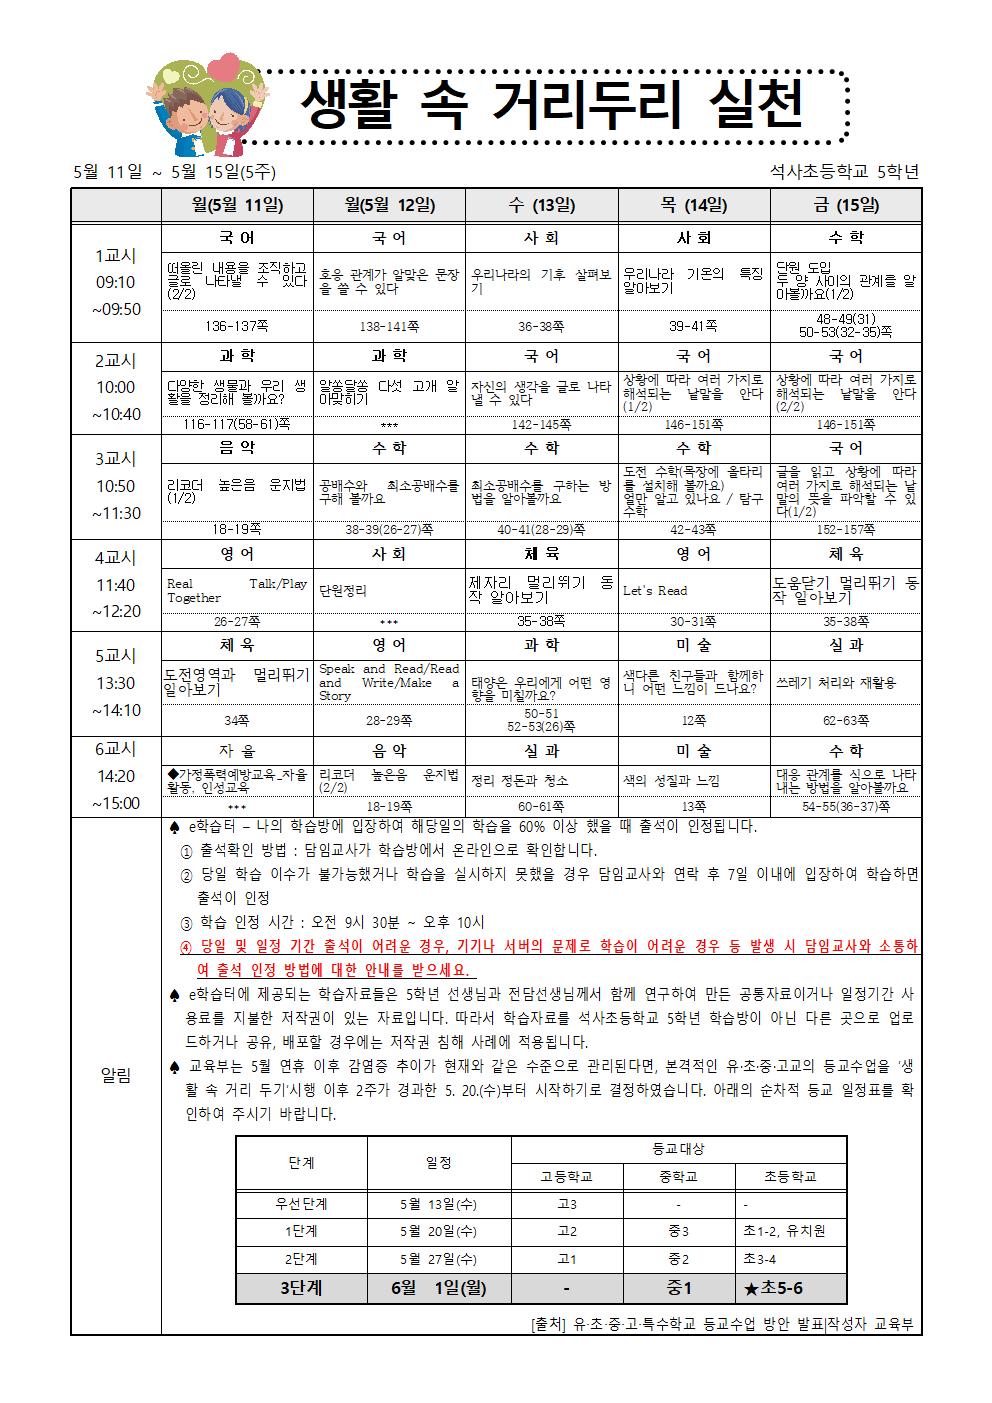 생활 속 거리두리 실천
5월 11일 ~ 5월 15일(5주) 석사초등학교 5학년
월(5월 11일) 월(5월 12일) 수 (13일) 목 (14일) 금 (15일)
1교시
09:10
~09:50
국어 국어 사회 사회 수학
떠올린 내용을 조직하고
글로 나타낼 수 있다
(2/2)
호응 관계가 알맞은 문장
을 쓸 수 있다
우리나라의 기후 살펴보
기
우리나라 기온의 특징
알아보기
단원 도입
두 양 사이의 관계를 알
아볼까요(1/2)
136-137쪽 138-141쪽 36-38쪽 39-41쪽
48-49(31)
50-53(32-35)쪽
2교시
10:00
~10:40
과학 과학 국어 국어 국어
다양한 생물과 우리 생
활을 정리해 볼까요?
알쏭달쏭 다섯 고개 알
아맞히기
자신의 생각을 글로 나타
낼 수 있다
상황에 따라 여러 가지로
해석되는 낱말을 안다
(1/2)
상황에 따라 여러 가지로
해석되는 낱말을 안다
(2/2)
116-117(58-61)쪽 *** 142-145쪽 146-151쪽 146-151쪽
3교시
10:50
~11:30
음악 수학 수학 수학 국어
리코더 높은음 운지법
(1/2)
공배수와 최소공배수를
구해 볼까요
최소공배수를 구하는 방
법을 알아볼까요
도전 수학(목장에 울타리
를 설치해 볼까요)
얼만 알고 있나요 / 탐구
수학
글을 읽고 상황에 따라
여러 가지로 해석되는 낱
말의 뜻을 파악할 수 있
다(1/2)
18-19쪽 38-39(26-27)쪽 40-41(28-29)쪽 42-43쪽 152-157쪽
4교시
11:40
~12:20
영어 사회 체육 영어 체육
Real Talk/Play
Together
단원정리
제자리 멀리뛰기 동
작 알아보기
Let's Read
도움닫기 멀리뛰기 동
작 알아보기
26-27쪽 *** 35-38쪽 30-31쪽 35-38쪽
5교시
13:30
~14:10
체육 영어 과학 미술 실과
도전영역과 멀리뛰기
알아보기
Speak and Read/Read
and Write/Make a
Story
태양은 우리에게 어떤 영
향을 미칠까요?
색다른 친구들과 함께하
니 어떤 느낌이 드나요?
쓰레기 처리와 재활용
34쪽 28-29쪽
50-51
52-53(26)쪽
12쪽 62-63쪽
6교시
14:20
~15:00
자율 음악 실과 미술 수학
◆가정폭력예방교육_자율
활동, 인성교육
리코더 높은음 운지법
(2/2)
정리 정돈과 청소
색의 성질과 느낌
대응 관계를 식으로 나타
내는 방법을 알아볼까요
*** 18-19쪽 60-61쪽 13쪽 54-55(36-37)쪽
알림
♠ e학습터 – 나의 학습방에 입장하여 해당일의 학습을 60% 이상 했을 때 출석이 인정됩니다.
① 출석확인 방법 : 담임교사가 학습방에서 온라인으로 확인합니다.
② 당일 학습 이수가 불가능했거나 학습을 실시하지 못했을 경우 담임교사와 연락 후 7일 이내에 입장하여 학습하면
출석이 인정
③ 학습 인정 시간 : 오전 9시 30분 ~ 오후 10시
④ 당일 및 일정 기간 출석이 어려운 경우, 기기나 서버의 문제로 학습이 어려운 경우 등 발생 시 담임교사와 소통하
여 출석 인정 방법에 대한 안내를 받으세요.
♠ e학습터에 제공되는 학습자료들은 5학년 선생님과 전담선생님께서 함께 연구하여 만든 공통자료이거나 일정기간 사
용료를 지불한 저작권이 있는 자료입니다. 따라서 학습자료를 석사초등학교 5학년 학습방이 아닌 다른 곳으로 업로
드하거나 공유, 배포할 경우에는 저작권 침해 사례에 적용됩니다.
♠ 교육부는 5월 연휴 이후 감염증 추이가 현재와 같은 수준으로 관리된다면, 본격적인 유·초·중·고교의 등교수업을 '생
활 속 거리 두기'시행 이후 2주가 경과한 5. 20.(수)부터 시작하기로 결정하였습니다. 아래의 순차적 등교 일정표를 확
인하여 주시기 바랍니다.
단계 일정 등교대상
고등학교 중학교 초등학교
우선단계 5월 13일(수) 고3 - -
1단계 5월 20일(수) 고2 중3 초1-2, 유치원
2단계 5월 27일(수) 고1 중2 초3-4
3단계 6월 1일(월) - 중1 ★초5-6
[출처] 유·초·중·고·특수학교 등교수업 방안 발표|작성자 교육부